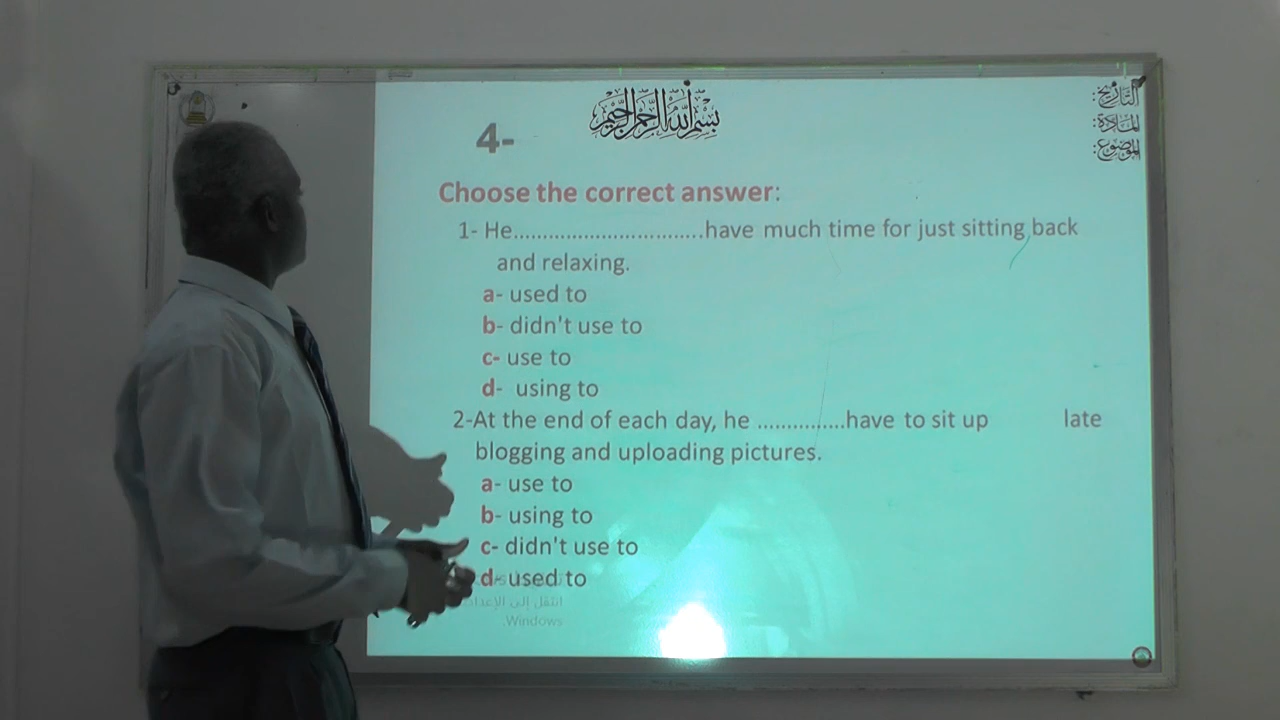 بسم الله الرحمن الرحيم
التاريخ:
المادة:
الموضوع:
4-
Choose the correct answer:
1- He................................have much time for just sitting back
and relaxing.
a- used to
b- didn't use to
c- use to
d- using to
2-At the end of each day, he ...............have to sit up late
blogging and uploading pictures.
a- use to
b- using to
c- didn't use to
d- used to
انتقل إلى
Windows.